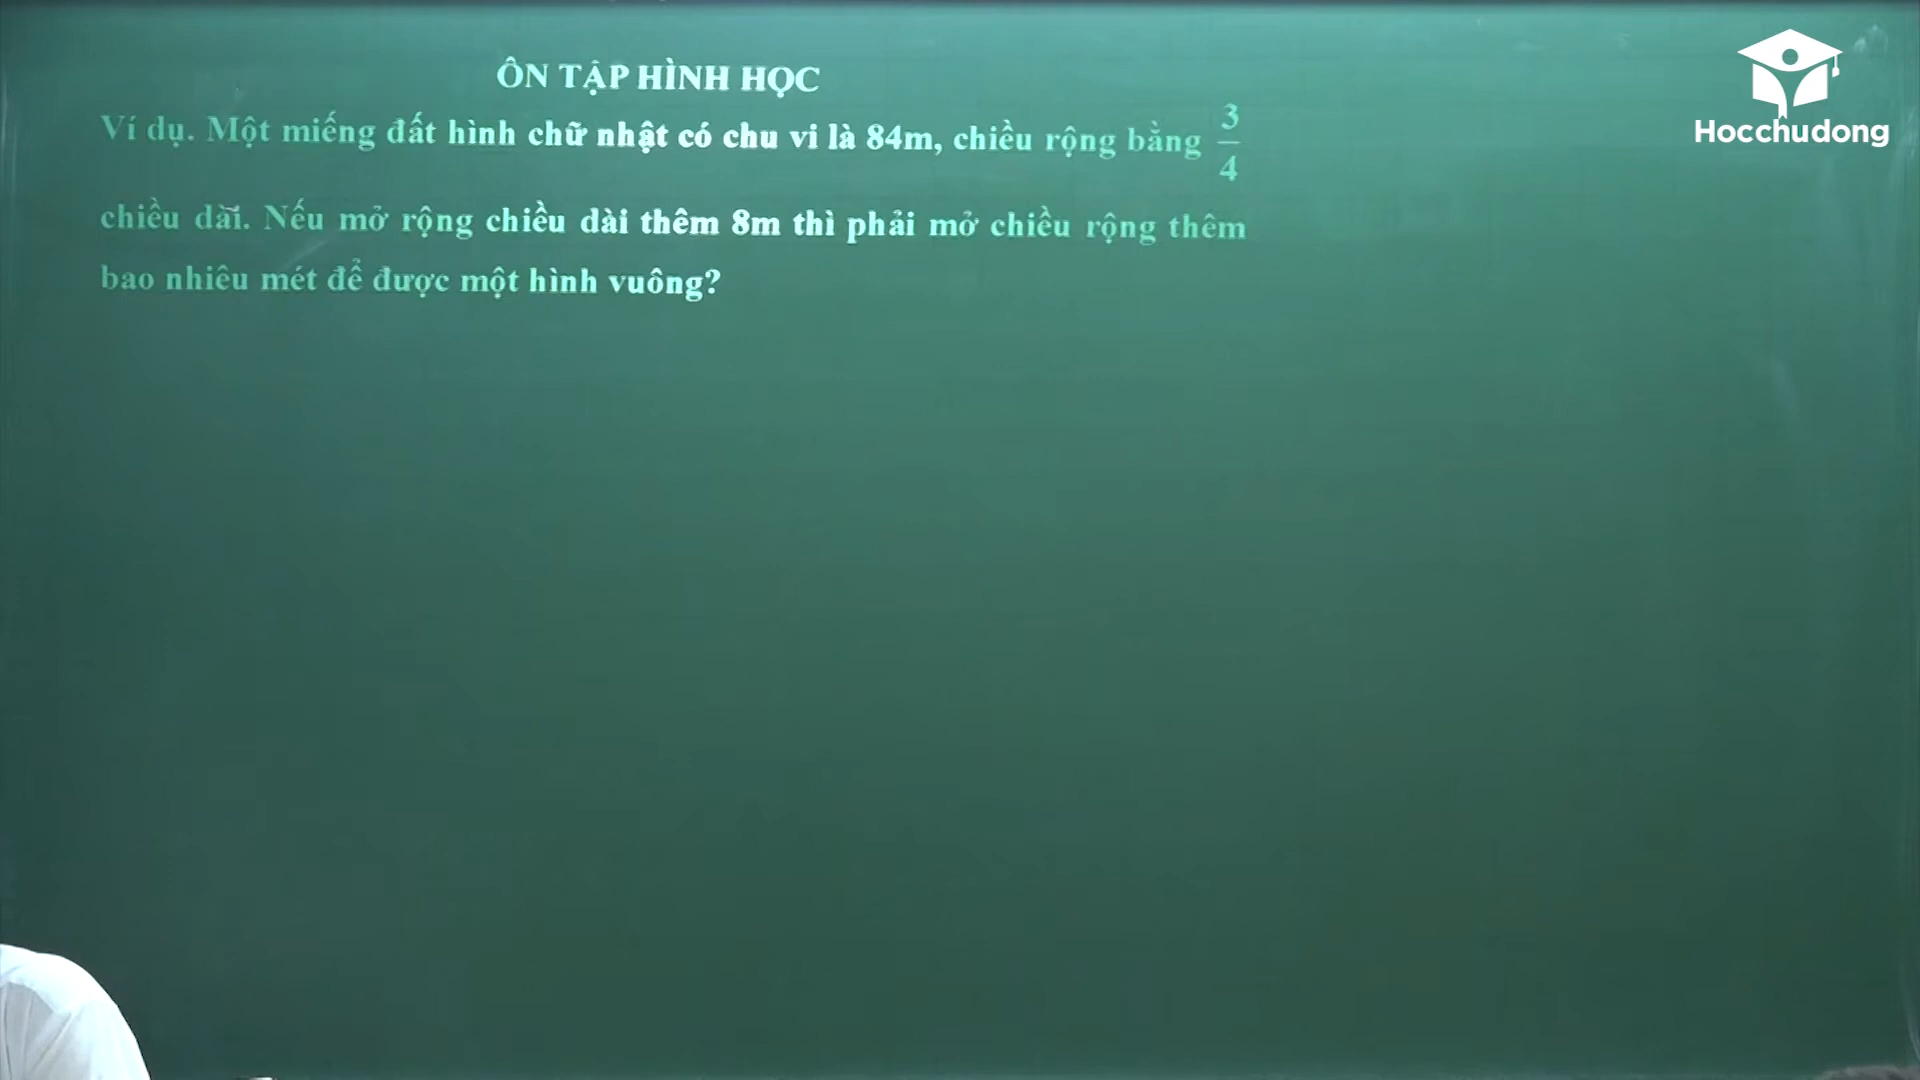 Hocchudong
ÔN TẬP HÌNH HỌC
Ví dụ. Một miếng đất hình chữ nhật có chu vi là 84m, chiều rộng bằng 3/4
chiều dài. Nếu mở rộng chiều dài thêm 8m thì phải mở chiều rộng thêm
bao nhiêu mét để được một hình vuông?